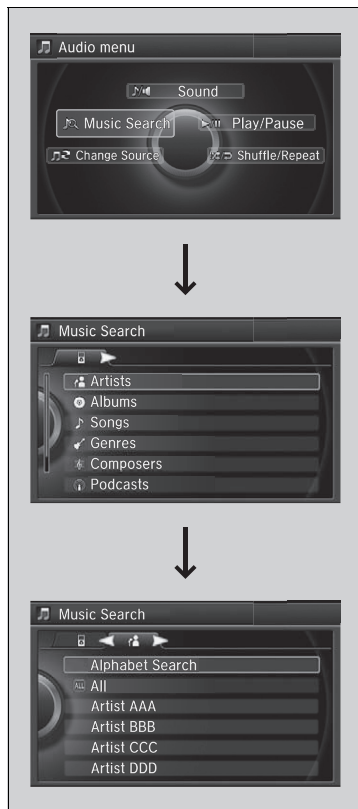 Audio menu
Sound
Music Search
Play/Pause
Change Source
Shuffle/Repeat
Music Search
Artists
Albums
Songs
Genres
Composers
Podcasts
Music Search
Alphabet Search
ALL All
Artist AAA
Artist BBB
Artist CCC
Artist DDD